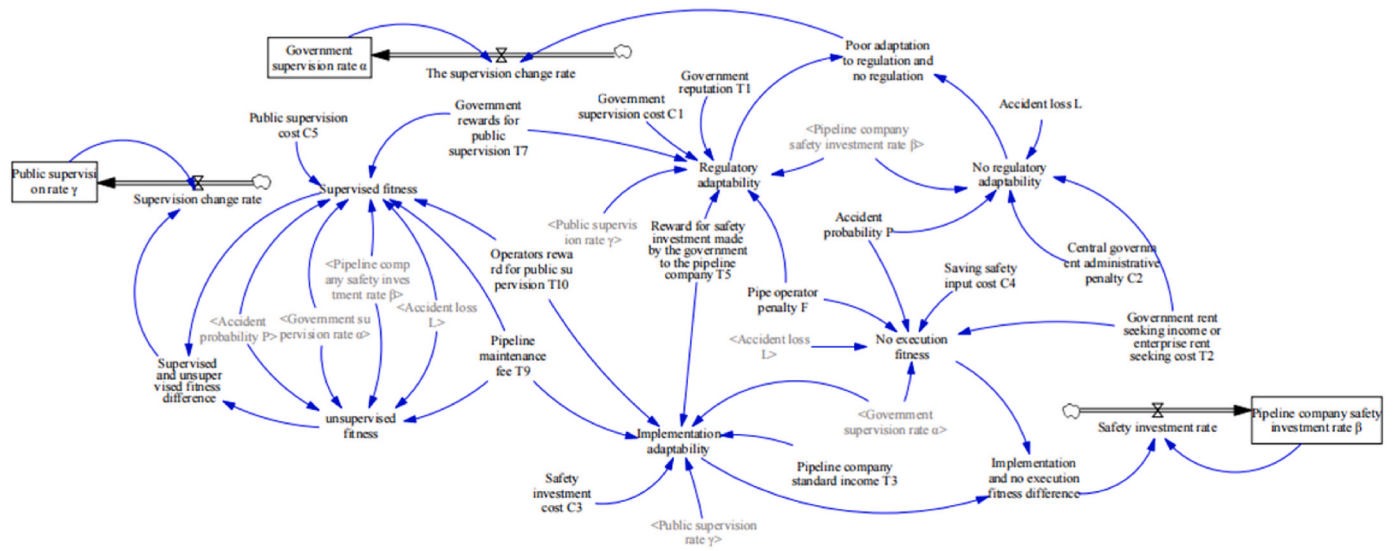 Government
supervision rate α
The supervision change rate
Poor adaptation
to regulation and
no regulation
Government
reputation T1
Government
supervision cost C1
Accident loss L
Public supervision
cost C5
Government
rewards for
public
supervision T7
<Pipeline company
safety investment rate β>
Public supervisi
on rate γ
Supervision change rate
Supervised fitness
Regulatory
adaptability
No regulatory
adaptability
<Public supervis
ion rate γ>
Reward for safety
investment made
by the government
to the pipeline
company T5
Accident
probability P
Central governm
ent administrative
penalty C2
Operators rewa
rd for public su
pervision T10
<Pipeline comp
any safety inves
tment rate β>
Saving safety
input cost C4
Pipe operator
penalty F
<Accident
probability P>
<Government su
pervision rate α>
<Accident loss
L>
Government rent
seeking income or
enterprise rent
seeking cost T2
Pipeline
maintenance
fee T9
<Accident loss
L>
No execution
fitness
Supervised
and unsuper
vised fitness
difference
unsupervised
fitness
<Government
supervision rate α>
Safety investment rate
Pipeline company safety
investment rate β
Implementation
adaptability
Pipeline company
standard income T3
Implementation
and no execution
fitness difference
Safety
investment
cost C3
<Public supervision
rate γ>